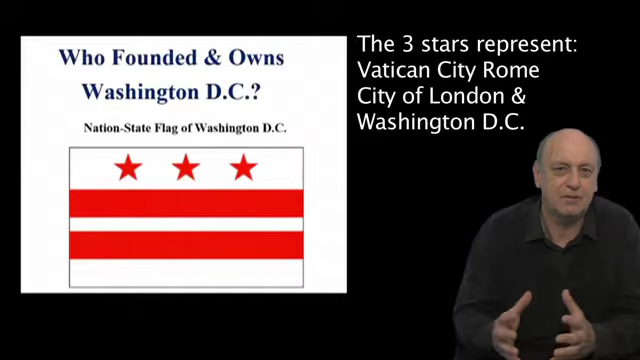 Who Founded & Owns
Washington D.C.?
Nation-State Flag of Washington D.C.
The 3 stars represent:
Vatican City Rome
City of London &
Washington D.C.